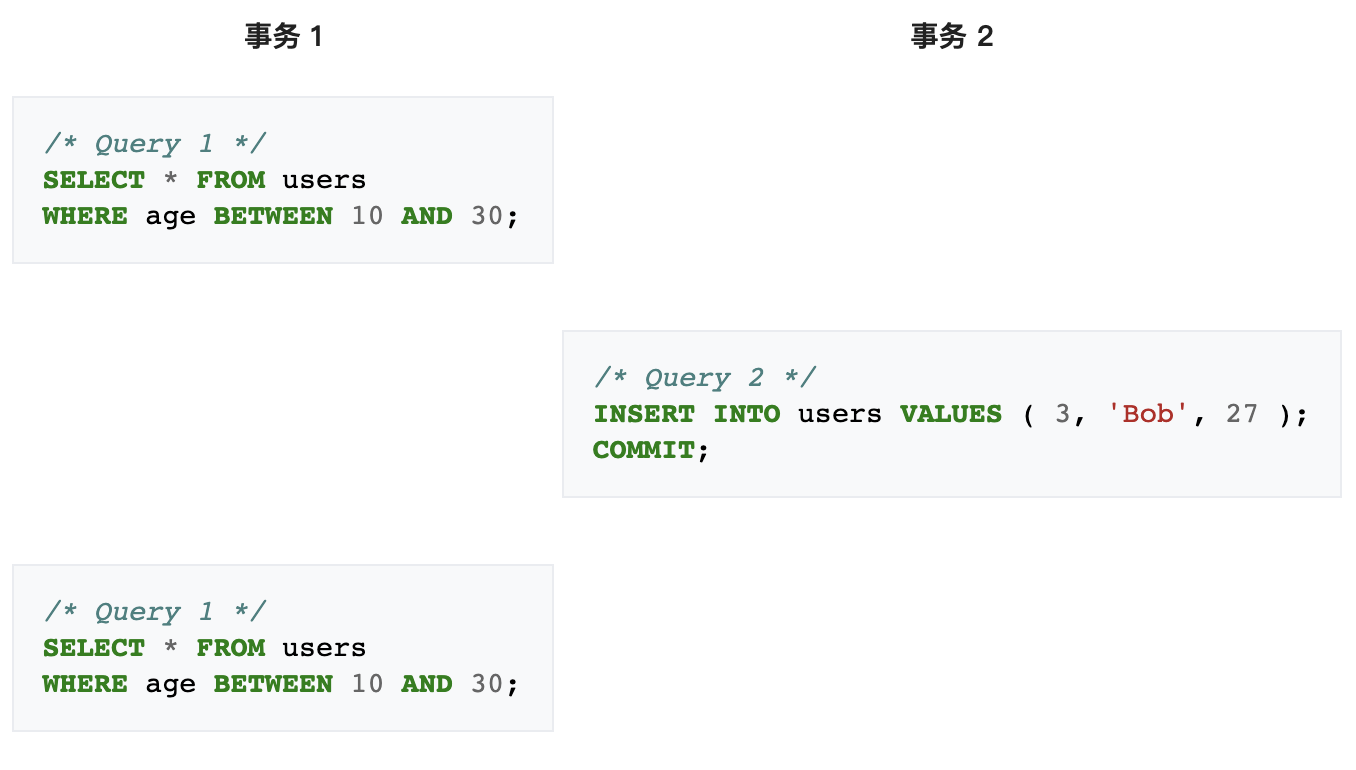 事务 1
事务 2
/* Query 1 */
SELECT * FROM users
WHERE age BETWEEN 10 AND 30;
/* Query 2 */
INSERT INTO users VALUES ( 3, 'Bob', 27 );
COMMIT;
/* Query 1 */
SELECT * FROM users
WHERE age BETWEEN 10 AND 30;